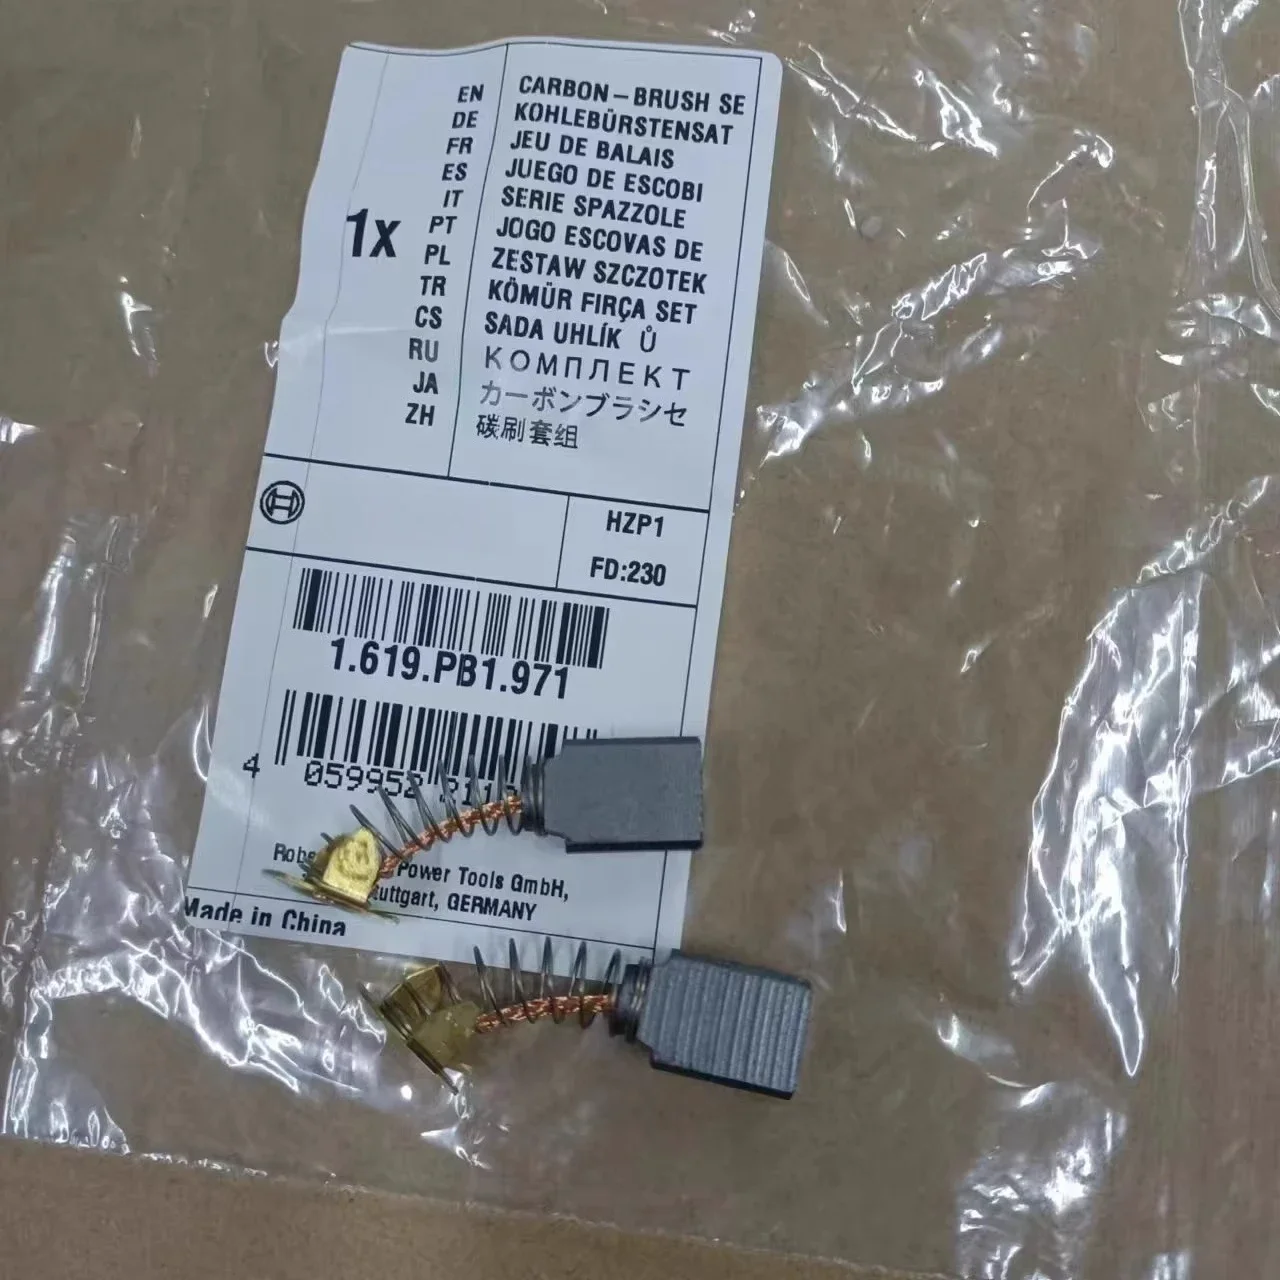 1x
EN CARBON-BRUSH SE
DE KOHLEBÜRSTENSAT
FR JEU DE BALAIS
ES JUEGO DE ESCOBI
IT SERIE SPAZZOLE
PT JOGO ESCOVAS DE
PL ZESTAW SZCZOTEK
TR KÖMÜR FIRÇA SET
CS SADA UHLÍK Ů
RU КОМПЛЕКТ
JA カーボンブラシセ
ZH 碳刷套组
HZP1
FD:230
1.619.PB1.971
4 059952
Power Tools GmbH,
GERMANY
Made in China